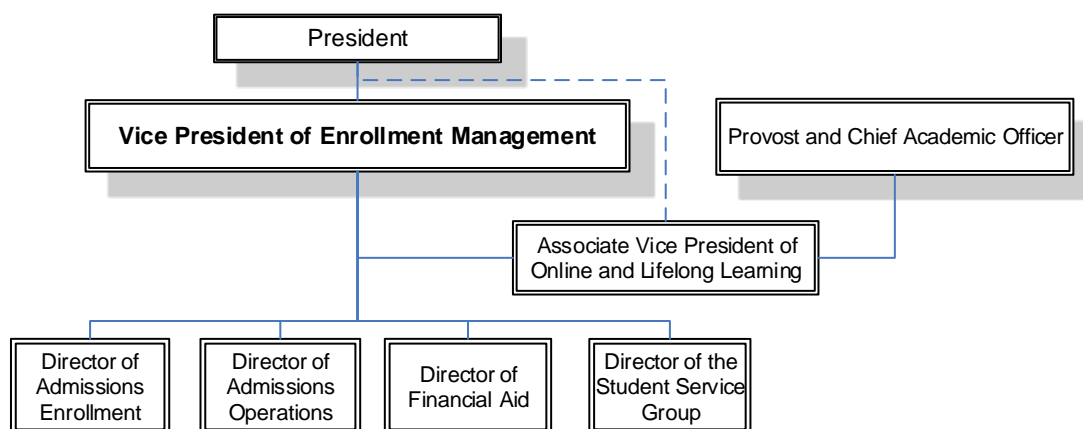 President
Vice President of Enrollment Management
Provost and Chief Academic Officer
Associate Vice President of
Online and Lifelong Learning
Director of
Admissions
Enrollment
Director of
Admissions
Operations
Director of
Financial Aid
Director of the
Student Service
Group